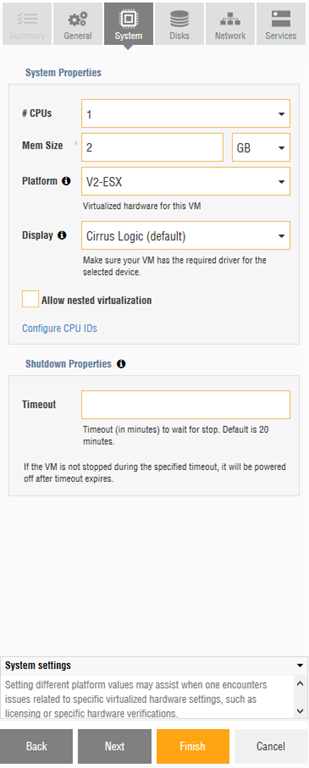 Summary General System Disks Network Services
System Properties
# CPUs 1
Mem Size * 2 GB
Platform V2-ESX
Virtualized hardware for this VM
Display Cirrus Logic (default)
Make sure your VM has the required driver for the
selected device.
Allow nested virtualization
Configure CPU IDs
Shutdown Properties
Timeout
Timeout (in minutes) to wait for stop. Default is 20
minutes.
If the VM is not stopped during the specified timeout, it will be powered
off after timeout expires.
System settings
Setting different platform values may assist when one encounters
issues related to specific virtualized hardware settings, such as
licensing or specific hardware verifications.
Back Next Finish Cancel